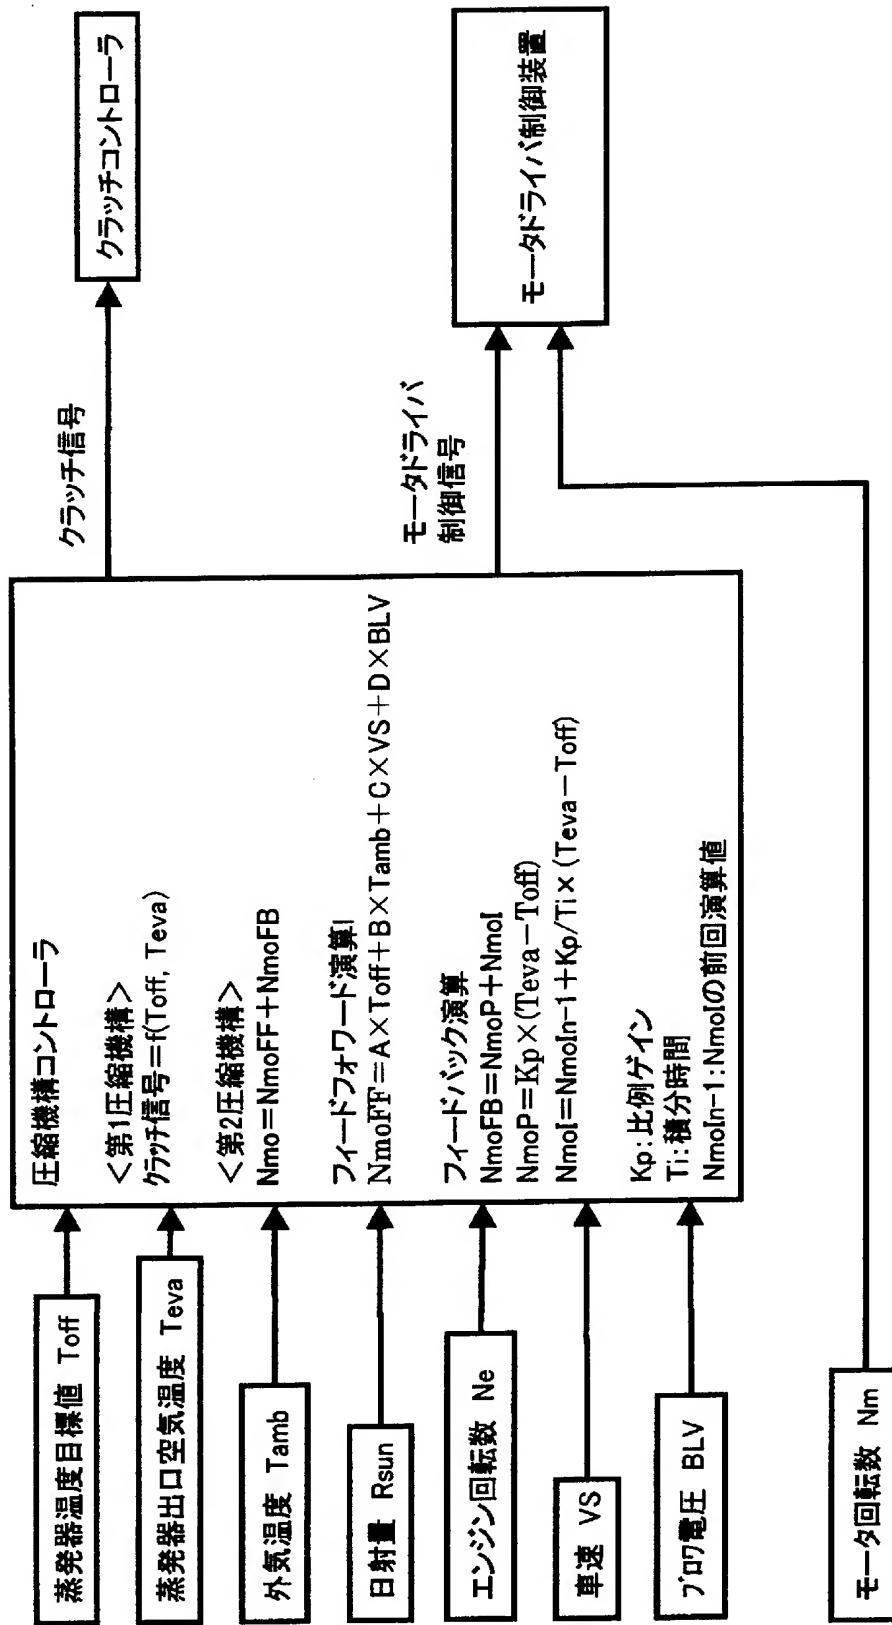 蒸発器温度目標値 Toff
蒸発器出口空気温度 Teva
外気温度 Tamb
日射量 Rsun
エンジン回転数 Ne
車速 VS
ブロワ電圧 BLV
モータ回転数 Nm
圧縮機構コントローラ
<第1圧縮機構>
クラッチ信号=f(Toff, Teva)
<第2圧縮機構>
Nmo=NmoFF+NmoFB
フィードフォワード演算I
NmoFF=A×Toff+B×Tamb+C×VS+D×BLV
フィードバック演算
NmoFB=NmoP+NmoI
NmoP=Kp×(Teva-Toff)
NmoI=NmoIn-1+Kp/Ti×(Teva-Toff)
Kp:比例ゲイン
Ti:積分時間
NmoIn-1:NmoIの前回演算値
クラッチ信号
クラッチコントローラ
モータドライバ
制御信号
モータドライバ制御装置